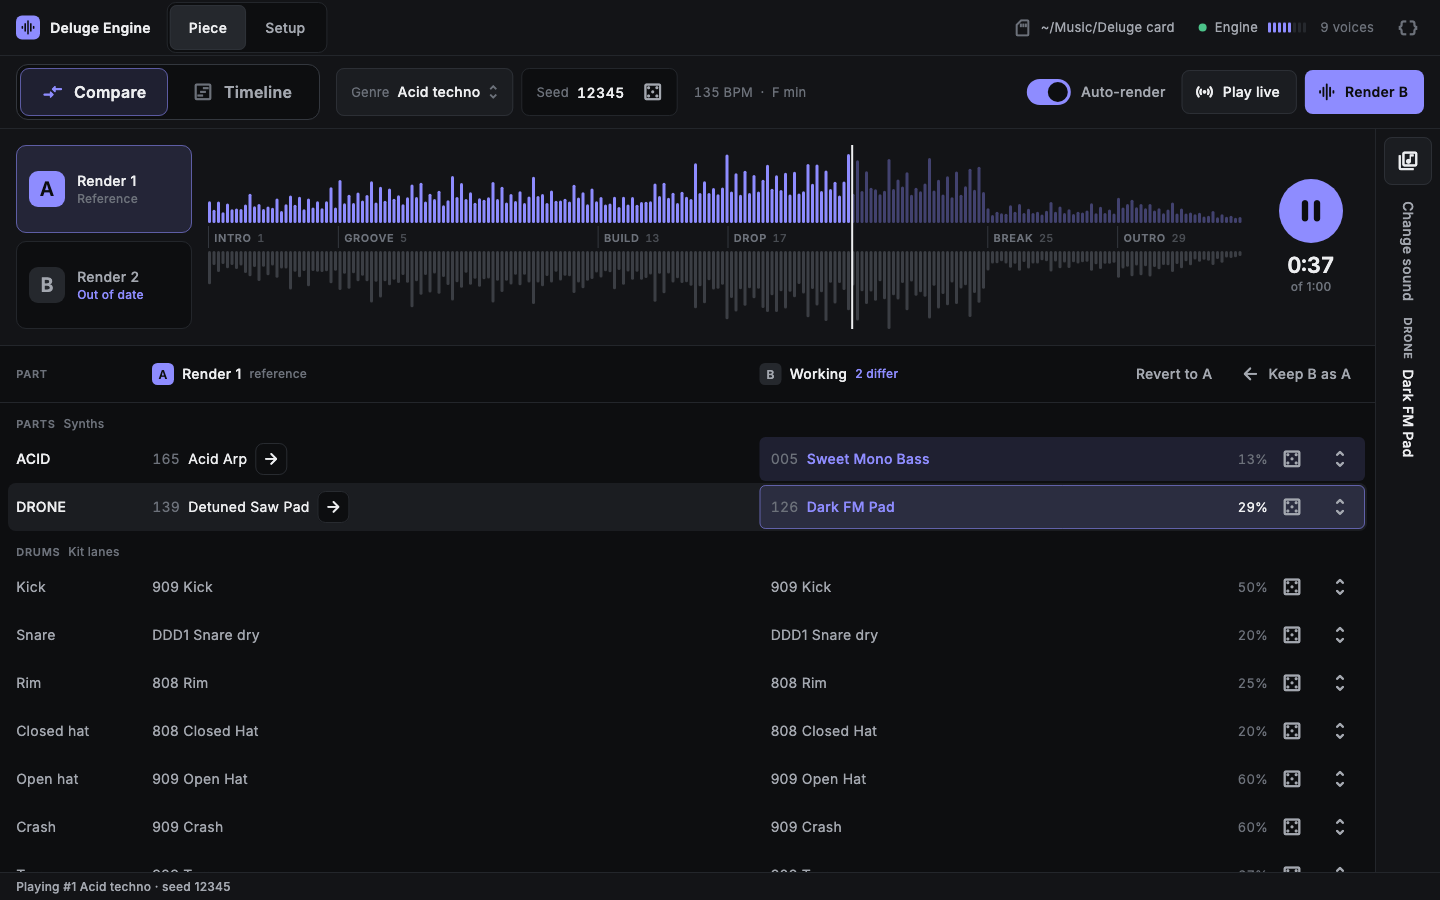 Deluge Engine Piece Setup ~/Music/Deluge card Engine 9 voices
Compare Timeline Genre Acid techno Seed 12345 135 BPM · F min Auto-render Play live Render B
A Render 1
Reference
B Render 2
Out of date
INTRO 1 GROOVE 5 BUILD 13 DROP 17 BREAK 25 OUTRO 29
0:37
of 1:00
Change sound
DRONE
Dark FM Pad
PART A Render 1 reference B Working 2 differ Revert to A Keep B as A
PARTS Synths
ACID 165 Acid Arp 005 Sweet Mono Bass 13%
DRONE 139 Detuned Saw Pad 126 Dark FM Pad 29%
DRUMS Kit lanes
Kick 909 Kick 909 Kick 50%
Snare DDD1 Snare dry DDD1 Snare dry 20%
Rim 808 Rim 808 Rim 25%
Closed hat 808 Closed Hat 808 Closed Hat 20%
Open hat 909 Open Hat 909 Open Hat 60%
Crash 909 Crash 909 Crash 60%
Playing #1 Acid techno · seed 12345